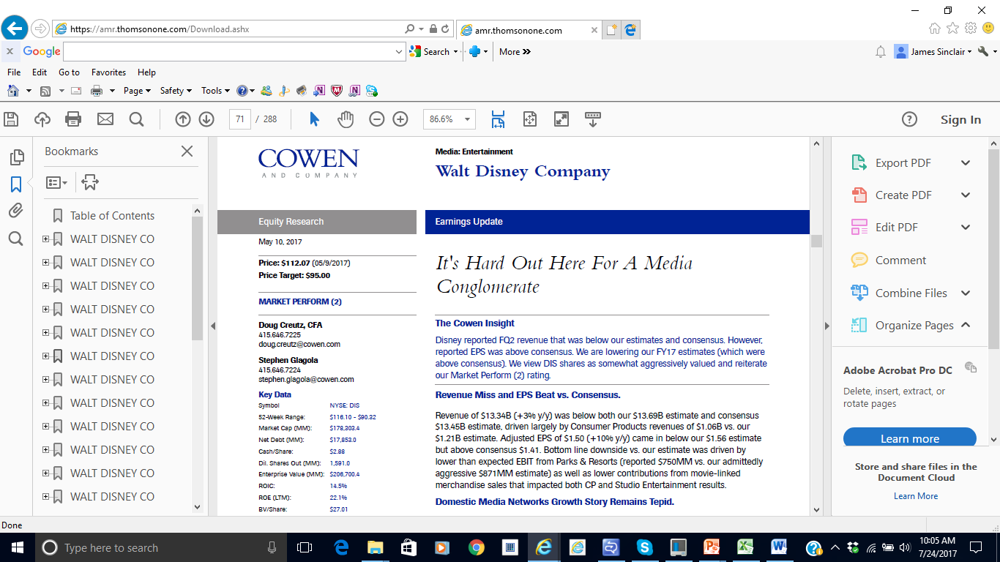 https://amr.thomsonone.com/Download.ashx
amr.thomsonone.com
x Google Search More »
James Sinclair
File Edit Go to Favorites Help
Page Safety Tools
71 / 288
86.6%
Sign In
Bookmarks
Table of Contents
WALT DISNEY CO
WALT DISNEY CO
WALT DISNEY CO
WALT DISNEY CO
WALT DISNEY CO
WALT DISNEY CO
WALT DISNEY CO
WALT DISNEY CO
WALT DISNEY CO
WALT DISNEY CO
WALT DISNEY CO
WALT DISNEY CO
COWEN
AND COMPANY
Media: Entertainment
Walt Disney Company
Equity Research
Earnings Update
May 10, 2017
Price: $112.07 (05/9/2017)
Price Target: $95.00
MARKET PERFORM (2)
Doug Creutz, CFA
415.646.7225
doug.creutz@cowen.com
Stephen Glagola
415.646.7224
stephen.glagola@cowen.com
Key Data
Symbol NYSE: DIS
52-Week Range: $116.10 - $90.32
Market Cap (MM): $178,303.4
Net Debt (MM): $17,853.0
Cash/Share: $2.88
Dil. Shares Out (MM): 1,591.0
Enterprise Value (MM): $206,700.4
ROIC: 14.5%
ROE (LTM): 22.1%
BV/Share: $27.01
It's Hard Out Here For A Media
Conglomerate
The Cowen Insight
Disney reported FQ2 revenue that was below our estimates and consensus. However,
reported EPS was above consensus. We are lowering our FY17 estimates (which were
above consensus). We view DIS shares as somewhat aggressively valued and reiterate
our Market Perform (2) rating.
Revenue Miss and EPS Beat vs. Consensus.
Revenue of $13.34B (+3% y/y) was below both our $13.69B estimate and consensus
$13.45B estimate, driven largely by Consumer Products revenues of $1.06B vs. our
$1.21B estimate. Adjusted EPS of $1.50 (+10% y/y) came in below our $1.56 estimate
but above consensus $1.41. Bottom line downside vs. our estimate was driven by
lower than expected EBIT from Parks & Resorts (reported $750MM vs. our admittedly
aggressive $871MM estimate) as well as lower contributions from movie-linked
merchandise sales that impacted both CP and Studio Entertainment results.
Domestic Media Networks Growth Story Remains Tepid.
Export PDF
Create PDF
Edit PDF
Comment
Combine Files
Organize Pages
Adobe Acrobat Pro DC
Delete, insert, extract, or
rotate pages
Learn more
Store and share files in the
Document Cloud
Learn More
Done
Type here to search
10:05 AM
7/24/2017